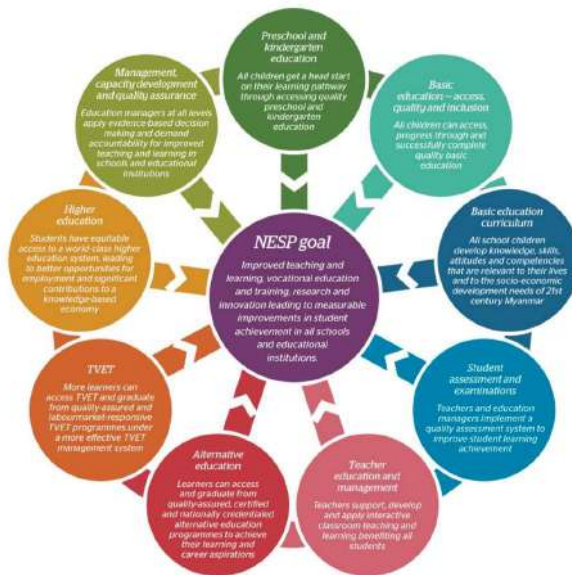 Preschool and
kindergarten
education
All children get a head start
on their learning pathway
through accessing quality
preschool and
kindergarten
education
Basic
education – access,
quality and inclusion
All children can access,
progress through and
successfully complete
quality basic
education
Basic education
curriculum
All school children
develop knowledge, skills,
attitudes and competencies
that are relevant to their lives
and to the socio-economic
development needs of 21st
century Myanmar
Student
assessment and
examinations
Teachers and education
managers implement a
quality assessment system to
improve student learning
achievement
Teacher
education and
management
Teachers support, develop
and apply interactive
classroom teaching and
learning benefiting all
students
Alternative
education
Learners can access
and graduate from
quality-assured, certified
and nationally credentialed
alternative education
programmes to achieve
their learning and
career aspirations
TVET
More learners can
access TVET and graduate
from quality-assured and
labourmarket-responsive
TVET programmes under
a more effective TVET
management system
Higher
education
Students have equitable
access to a world-class higher
education system, leading
to better opportunities for
employment and significant
contributions to a
knowledge-based
economy
Management,
capacity development
and quality assurance
Education managers at all levels
apply evidence-based decision
making and demand
accountability for improved
teaching and learning in
schools and educational
institutions
NESP goal
Improved teaching and
learning, vocational education
and training, research and
innovation leading to measurable
improvements in student
achievement in all schools
and educational
institutions.